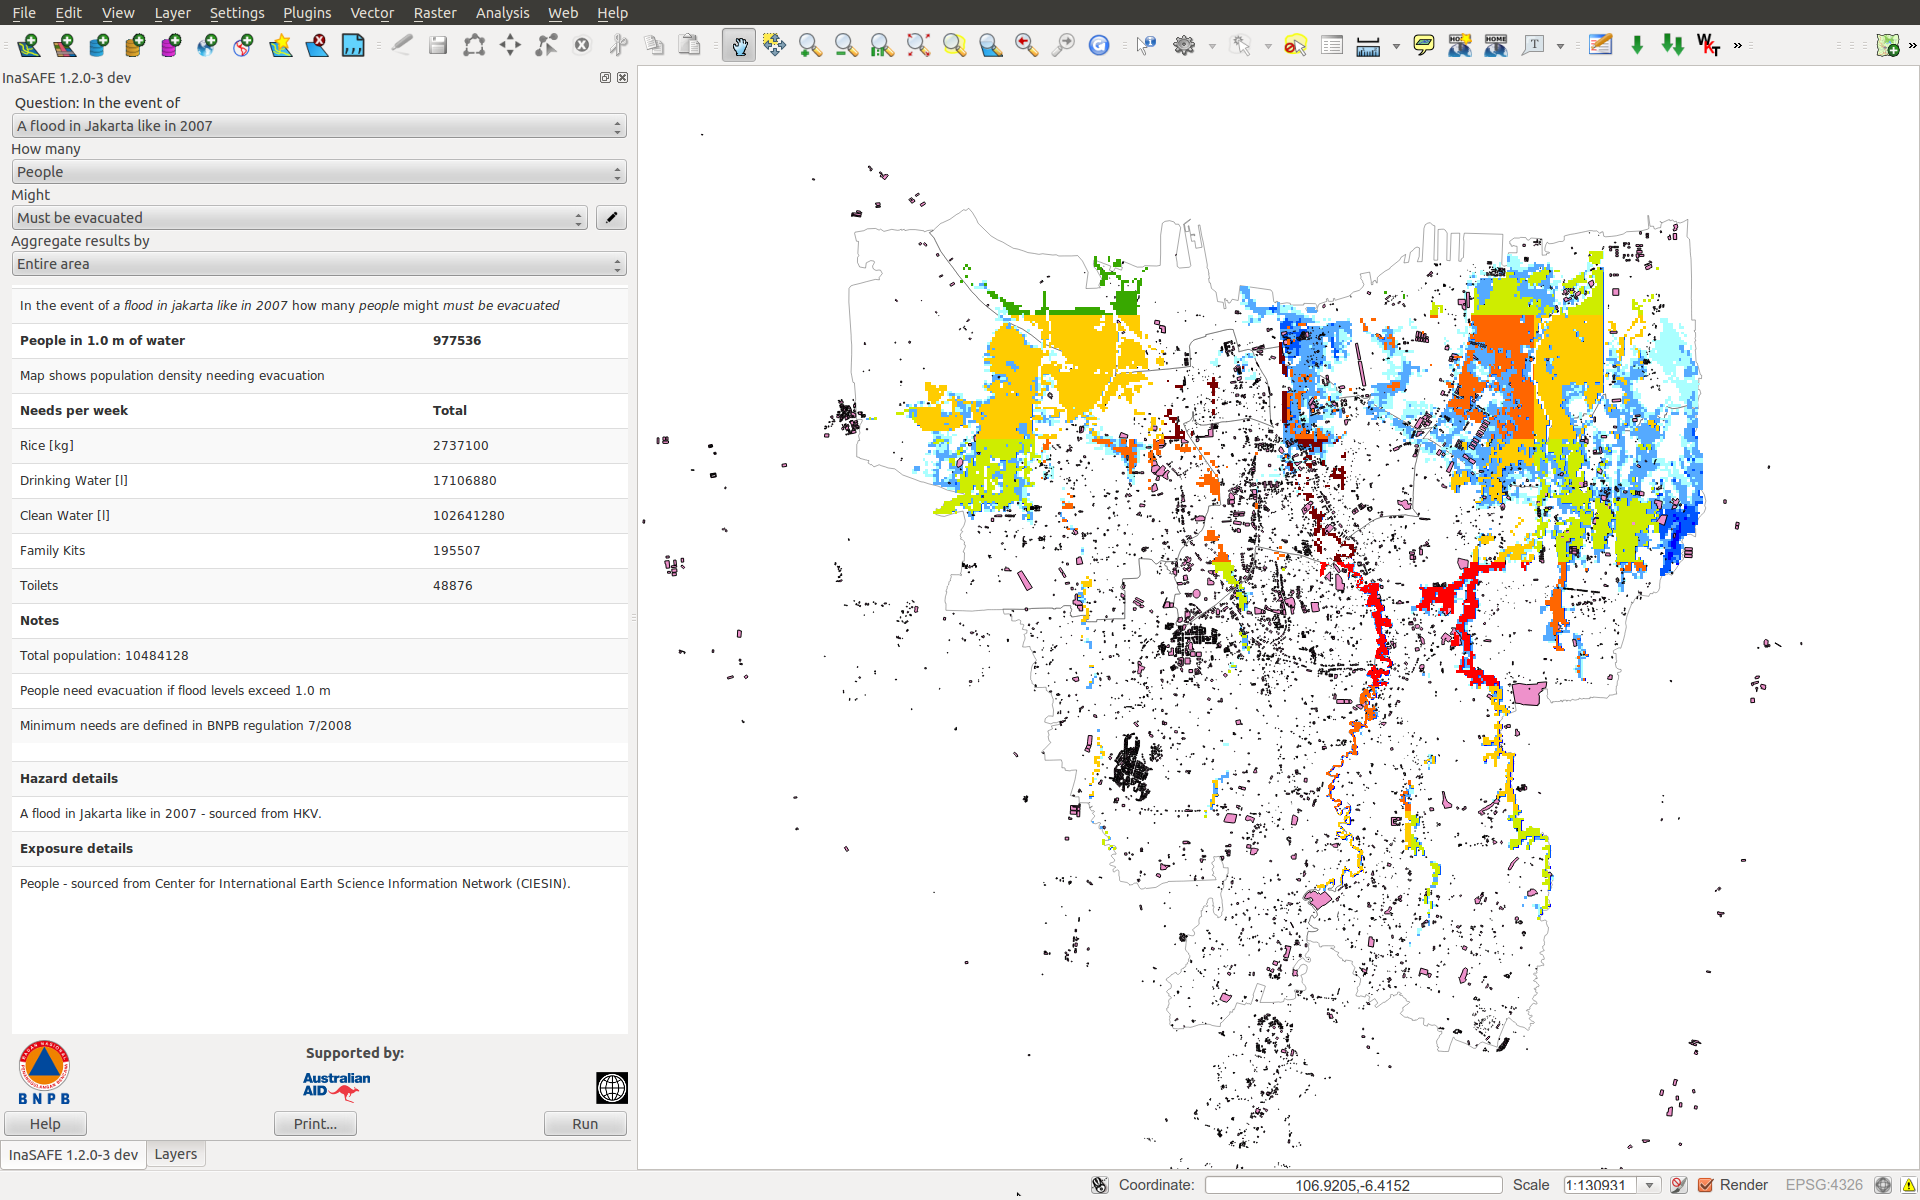 File Edit View Layer Settings Plugins Vector Raster Analysis Web Help
InaSAFE 1.2.0-3 dev
Question: In the event of
A flood in Jakarta like in 2007
How many
People
Might
Must be evacuated
Aggregate results by
Entire area
In the event of a flood in jakarta like in 2007 how many people might must be evacuated
People in 1.0 m of water 977536
Map shows population density needing evacuation
Needs per week Total
Rice [kg] 2737100
Drinking Water [l] 17106880
Clean Water [l] 102641280
Family Kits 195507
Toilets 48876
Notes
Total population: 10484128
People need evacuation if flood levels exceed 1.0 m
Minimum needs are defined in BNPB regulation 7/2008
Hazard details
A flood in Jakarta like in 2007 - sourced from HKV.
Exposure details
People - sourced from Center for International Earth Science Information Network (CIESIN).
Supported by:
Australian
AID
BNPB
Help Print... Run
InaSAFE 1.2.0-3 dev Layers
Coordinate: 106.9205,-6.4152 Scale 1:130931 Render EPSG:4326